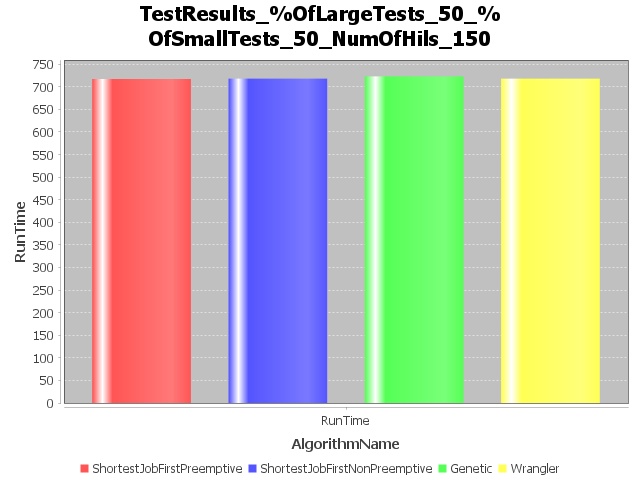 TestResults_%OfLargeTests_50_%
OfSmallTests_50_NumOfHils_150
750
700
650
600
550
500
450
400
350
300
250
200
150
100
50
0
RunTime
RunTime
AlgorithmName
ShortestJobFirstPreemptive ShortestJobFirstNonPreemptive Genetic Wrangler